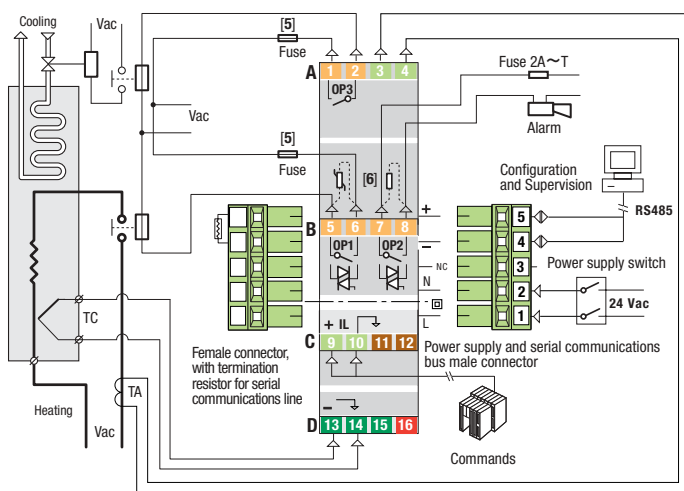 Cooling
Vac
[5]
Fuse
A
1 2 3 4
OP3
Fuse 2A~T
Alarm
Vac
[5]
Fuse
[6]
Configuration
and Supervision
RS485
B
5 6 7 8
+
–
OP1
OP2
NC
N
L
5
4
3
2
1
Power supply switch
24 Vac
TC
+ IL
C
9 10 11 12
Female connector,
with termination
resistor for serial
communications line
Power supply and serial communications
bus male connector
TA
Heating
Vac
–
D
13 14 15 16
Commands